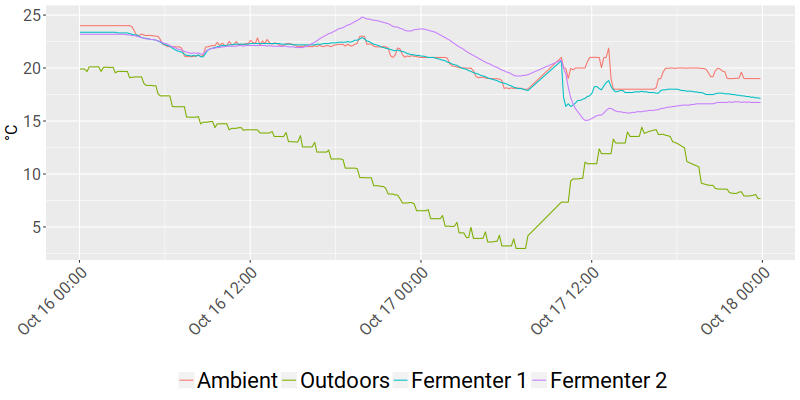 25
20
15
10
5
°C
Oct 16 00:00
Oct 16 12:00
Oct 17 00:00
Oct 17 12:00
Oct 18 00:00
Ambient Outdoors Fermenter 1 Fermenter 2